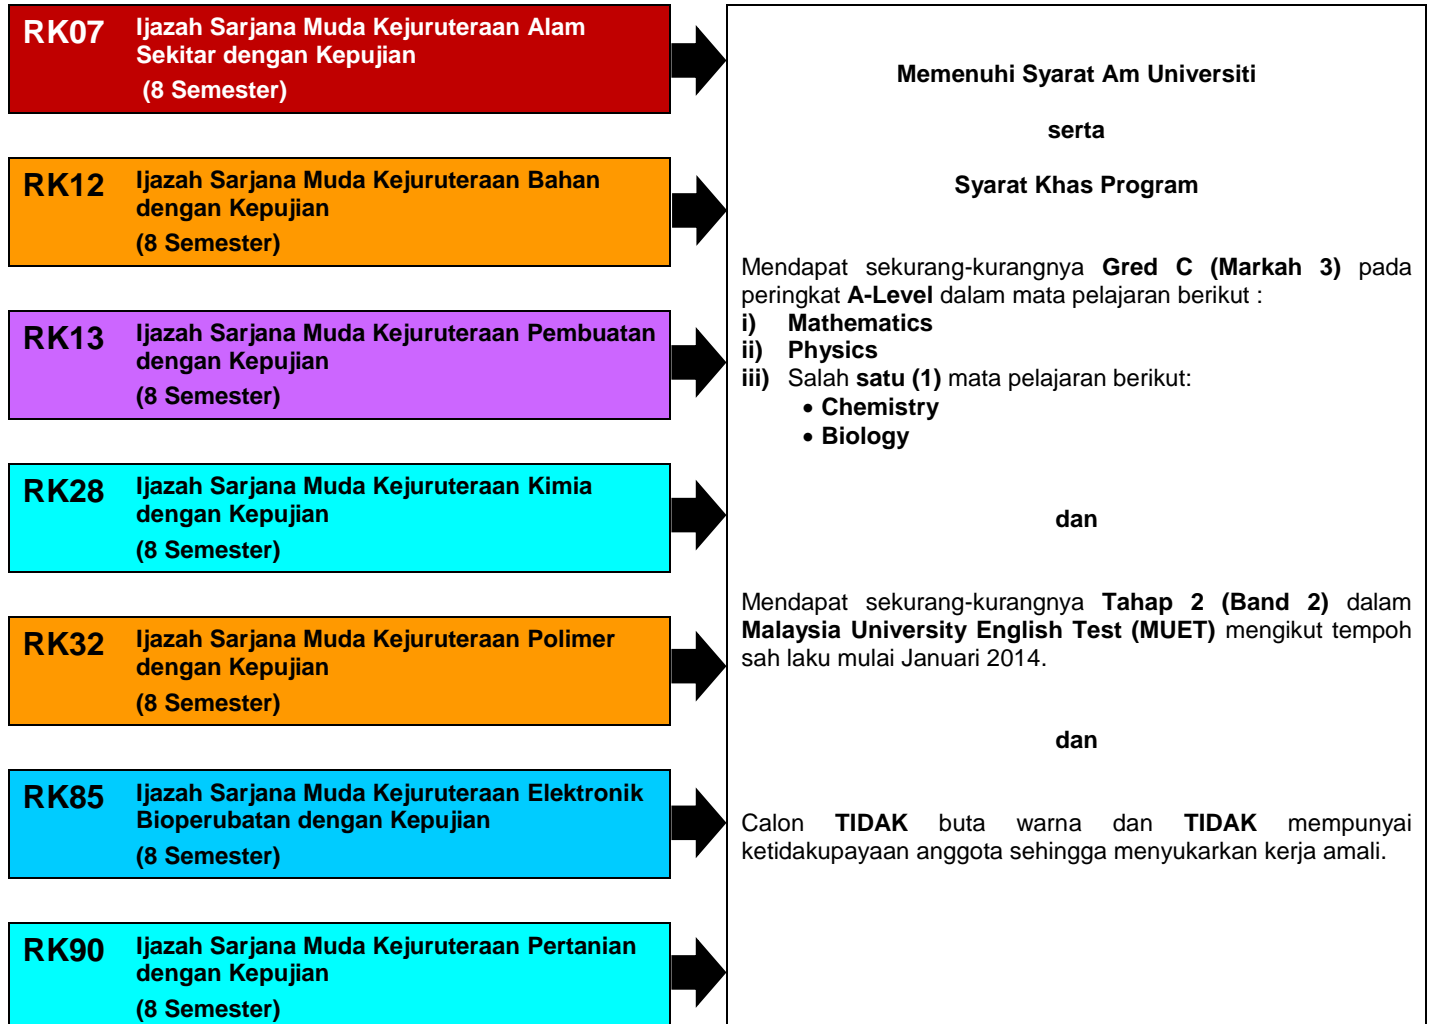 RK07
Ijazah Sarjana Muda Kejuruteraan Alam
Sekitar dengan Kepujian
(8 Semester)
RK12
Ijazah Sarjana Muda Kejuruteraan Bahan
dengan Kepujian
(8 Semester)
RK13
Ijazah Sarjana Muda Kejuruteraan Pembuatan
dengan Kepujian
(8 Semester)
RK28
Ijazah Sarjana Muda Kejuruteraan Kimia
dengan Kepujian
(8 Semester)
RK32
Ijazah Sarjana Muda Kejuruteraan Polimer
dengan Kepujian
(8 Semester)
RK85
Ijazah Sarjana Muda Kejuruteraan Elektronik
Bioperubatan dengan Kepujian
(8 Semester)
RK90
Ijazah Sarjana Muda Kejuruteraan Pertanian
dengan Kepujian
(8 Semester)
Memenuhi Syarat Am Universiti
serta
Syarat Khas Program
Mendapat sekurang-kurangnya Gred C (Markah 3) pada
peringkat A-Level dalam mata pelajaran berikut :
i) Mathematics
ii) Physics
iii) Salah satu (1) mata pelajaran berikut:
• Chemistry
• Biology
dan
Mendapat sekurang-kurangnya Tahap 2 (Band 2) dalam
Malaysia University English Test (MUET) mengikut tempoh
sah laku mulai Januari 2014.
dan
Calon TIDAK buta warna dan TIDAK mempunyai
ketidakupayaan anggota sehingga menyukarkan kerja amali.